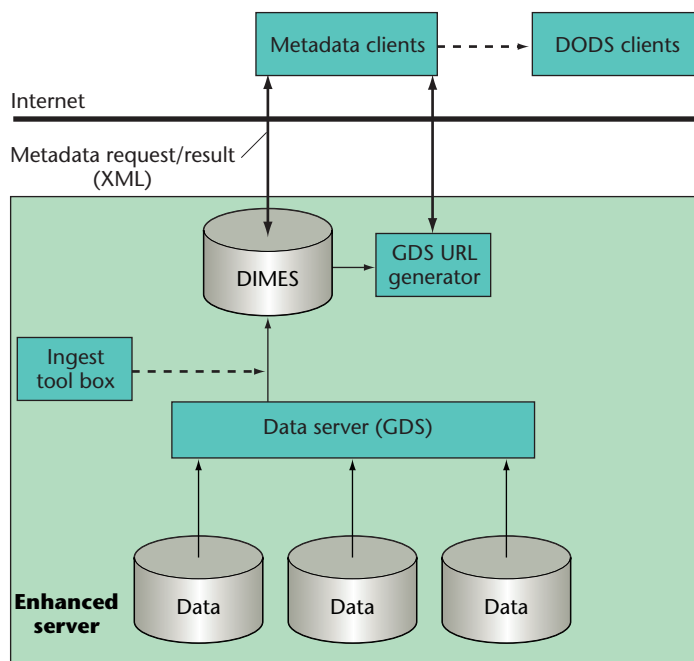 Metadata clients
DODS clients
Internet
Metadata request/result
(XML)
DIMES
GDS URL
generator
Ingest
tool box
Data server (GDS)
Data
Data
Data
Enhanced
server